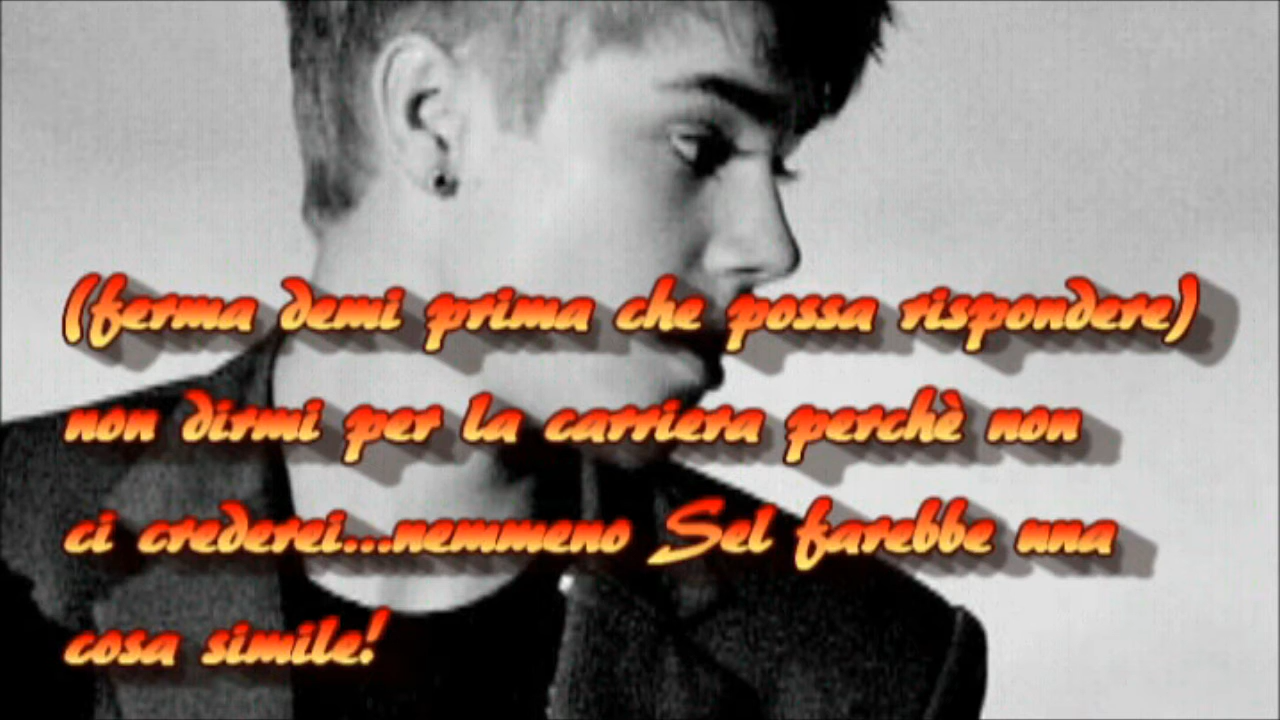 (ferma demi prima che possa rispondere)
non dirmi per la carriera perchè non
ci crederei...nemmeno Sel farebbe una
cosa simile!